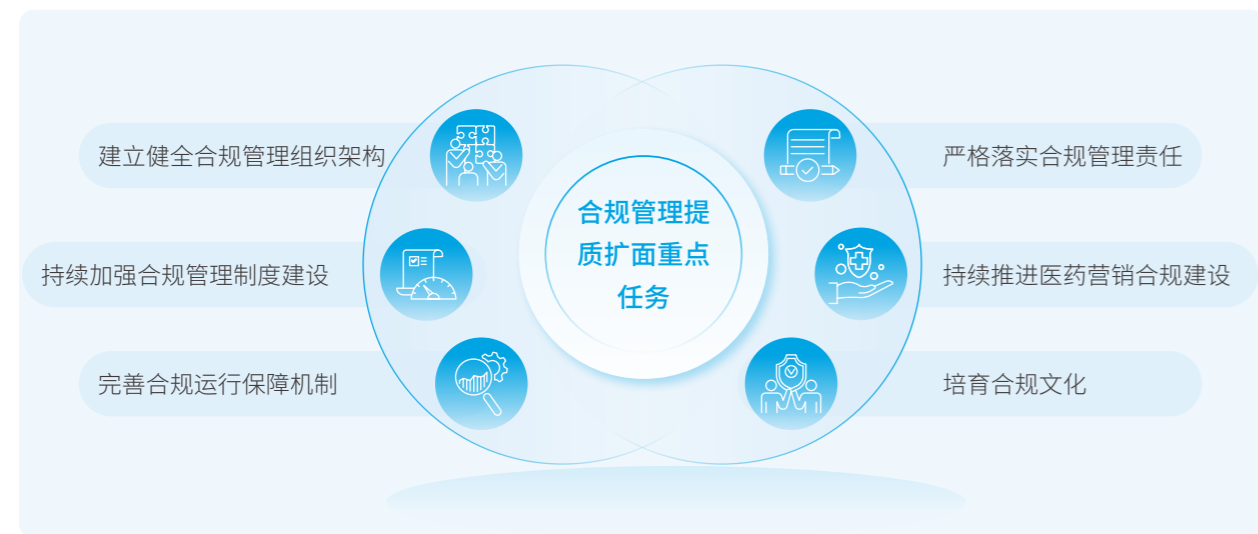 建立健全合规管理组织架构
持续加强合规管理制度建设
完善合规运行保障机制
合规管理提
质扩面重点
任务
严格落实合规管理责任
持续推进医药营销合规建设
培育合规文化